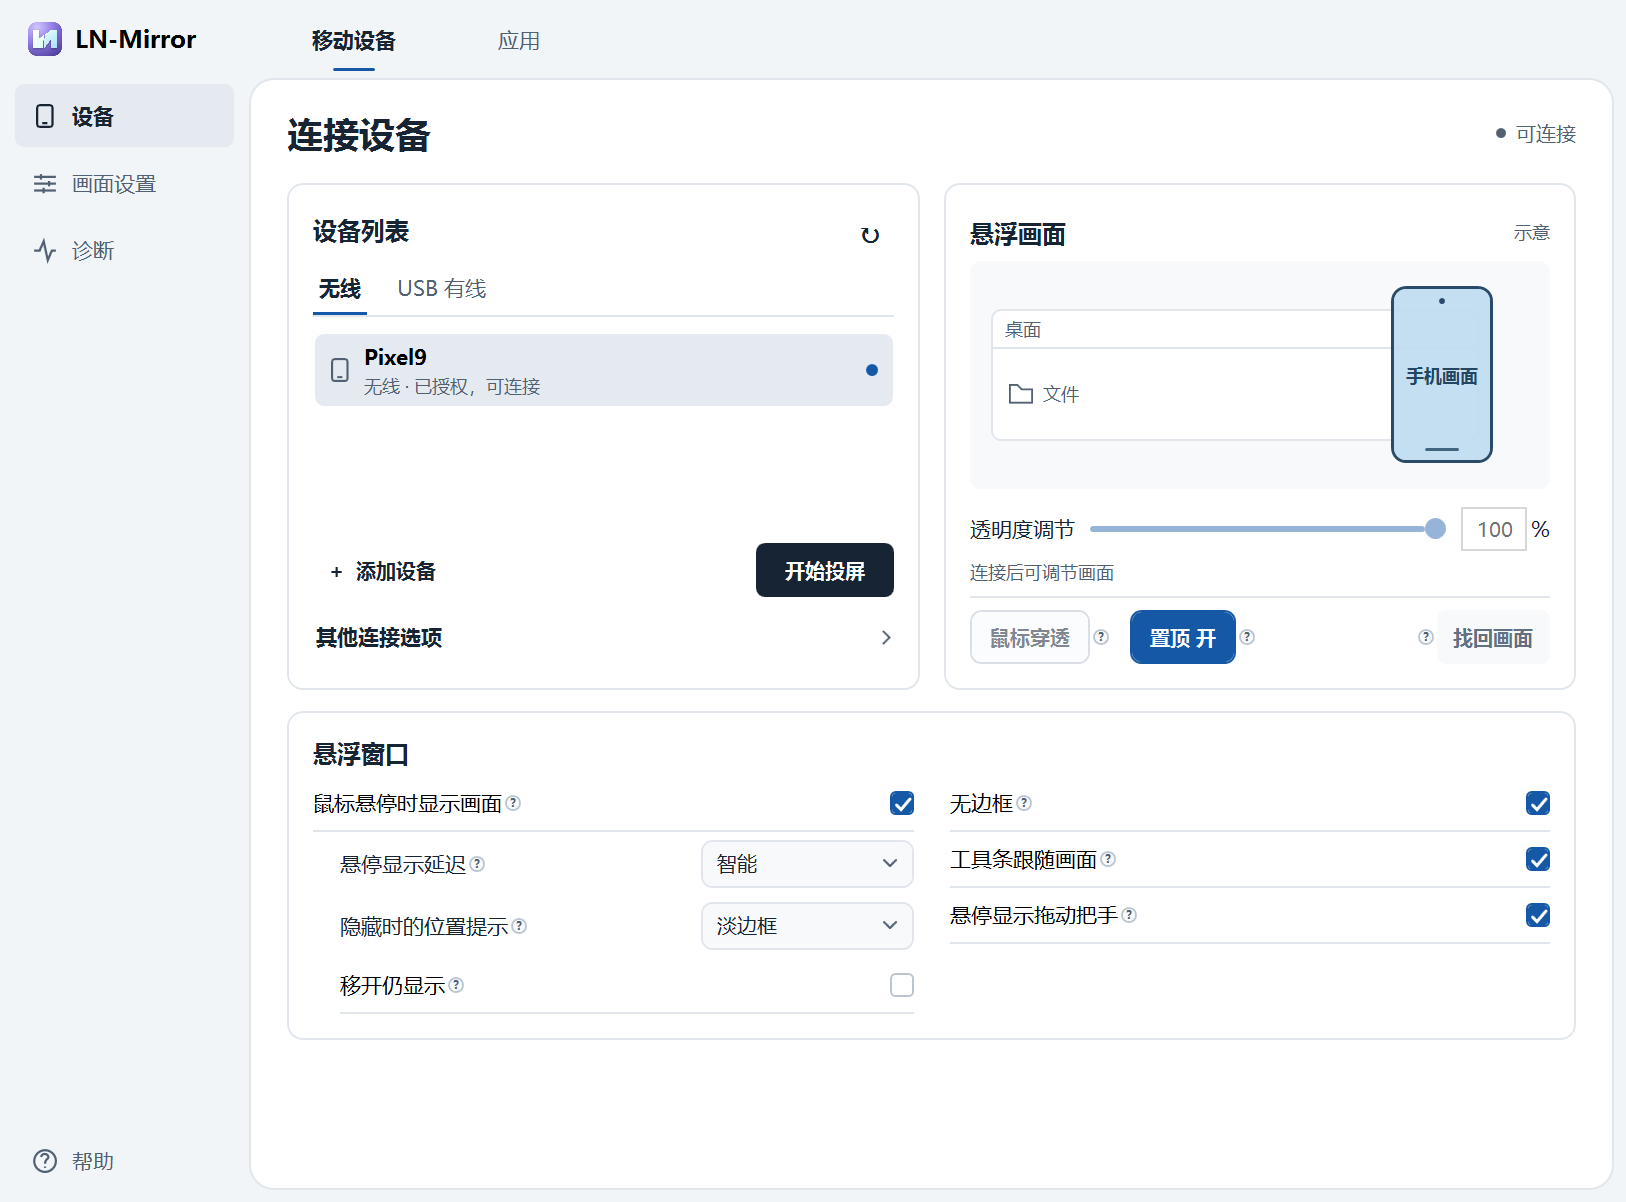 LN-Mirror
移动设备
应用
设备
画面设置
诊断
帮助
连接设备
可连接
设备列表
无线
USB 有线
Pixel9
无线 · 已授权，可连接
+ 添加设备
开始投屏
其他连接选项
悬浮画面
示意
桌面
文件
手机画面
透明度调节
100 %
连接后可调节画面
鼠标穿透 ?
置顶 开 ?
? 找回画面
悬浮窗口
鼠标悬停时显示画面 ?
悬停显示延迟 ?
智能
隐藏时的位置提示 ?
淡边框
移开仍显示 ?
无边框 ?
工具条跟随画面 ?
悬停显示拖动把手 ?